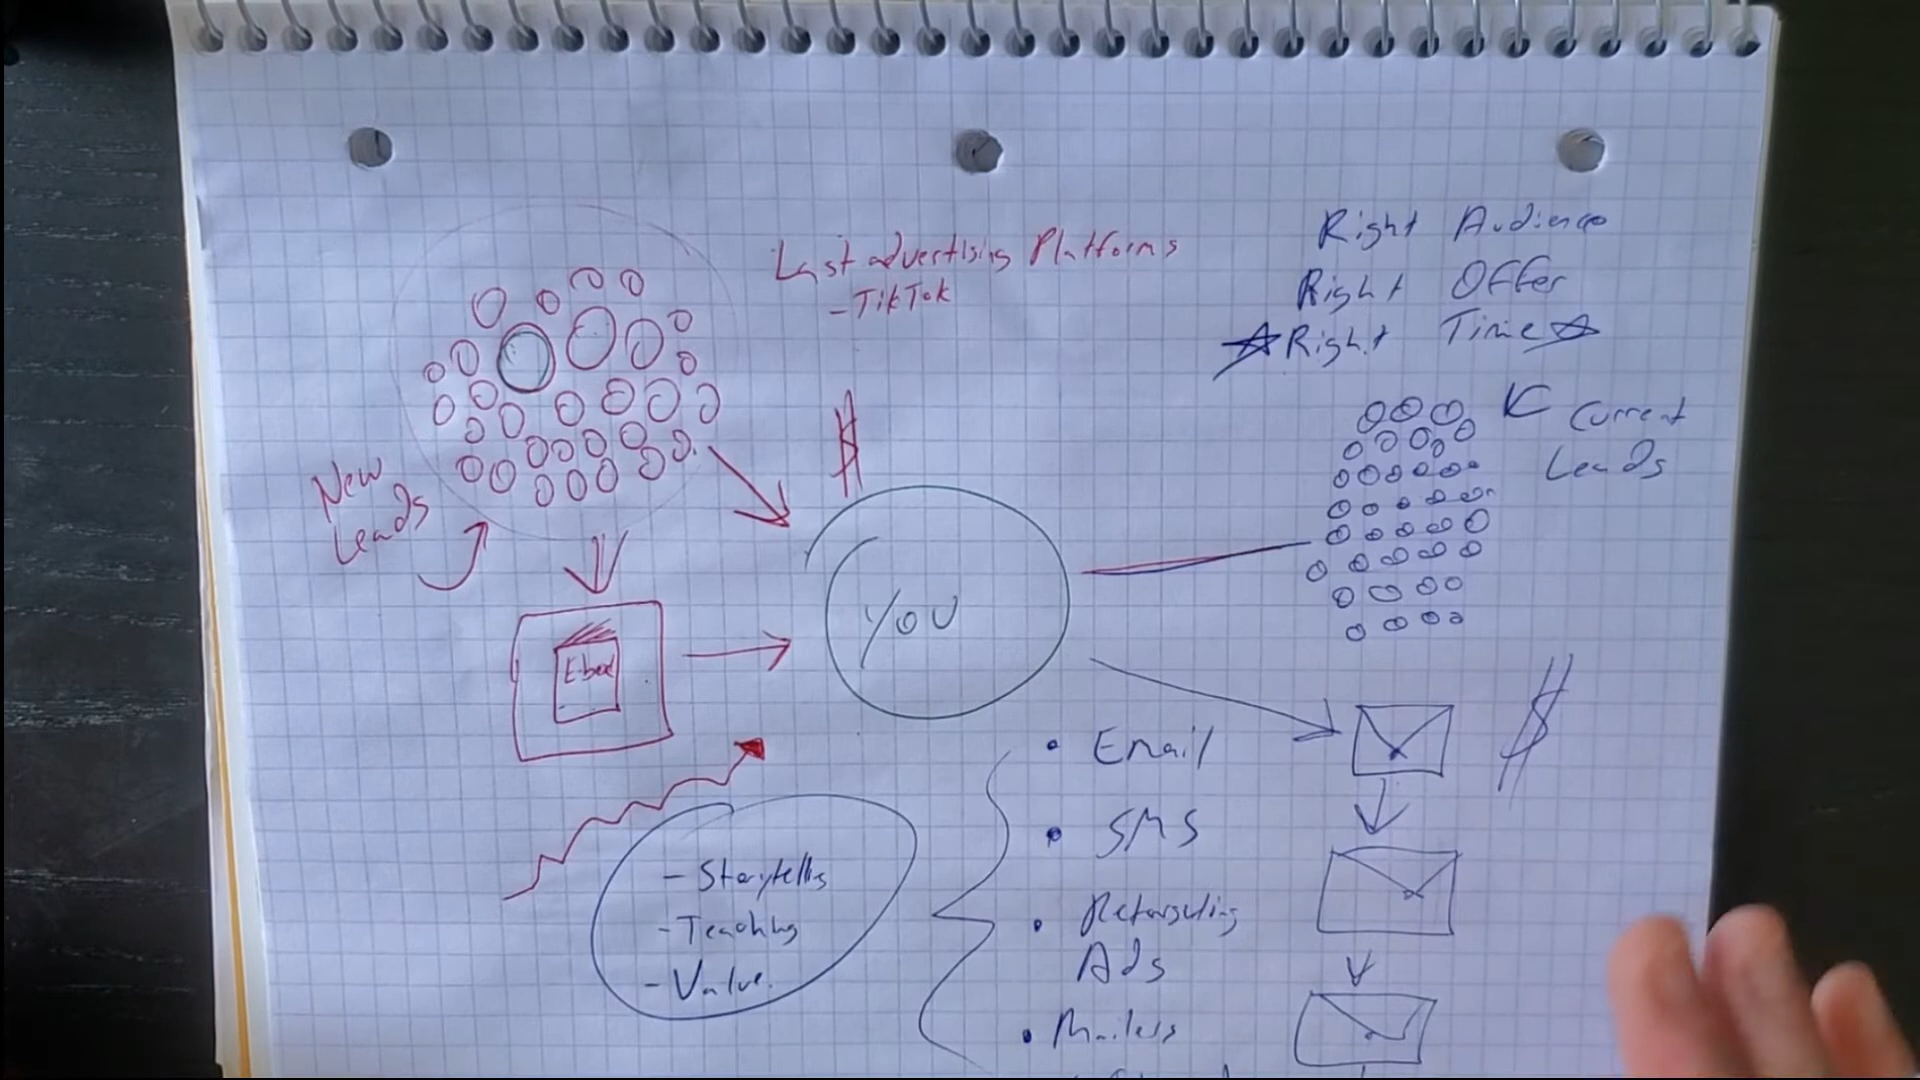 Last advertising Platforms
- TikTok
Right Audience
Right Offer
Right Time
$
Current
Leads
New
Leads
YOU
E-book
$
• Email
• SMS
• Retargeting
Ads
• Mailers
- Storytelling
- Teaching
- Value.